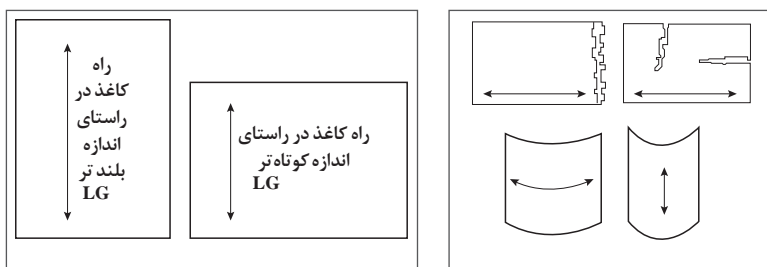 راه
کاغذ در
راستای
اندازه
بلند تر
LG
راه کاغذ در راستای
اندازه کوتاه‌تر
LG